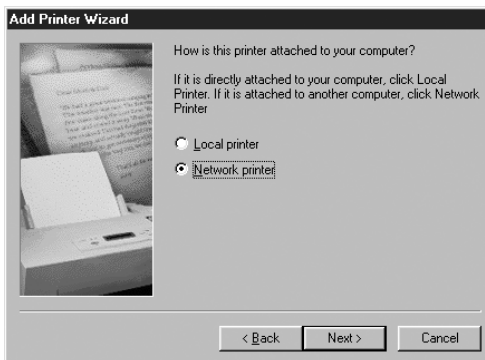 Add Printer Wizard
How is this printer attached to your computer?
If it is directly attached to your computer, click Local
Printer. If it is attached to another computer, click Network
Printer
Local printer
Network printer
< Back Next > Cancel